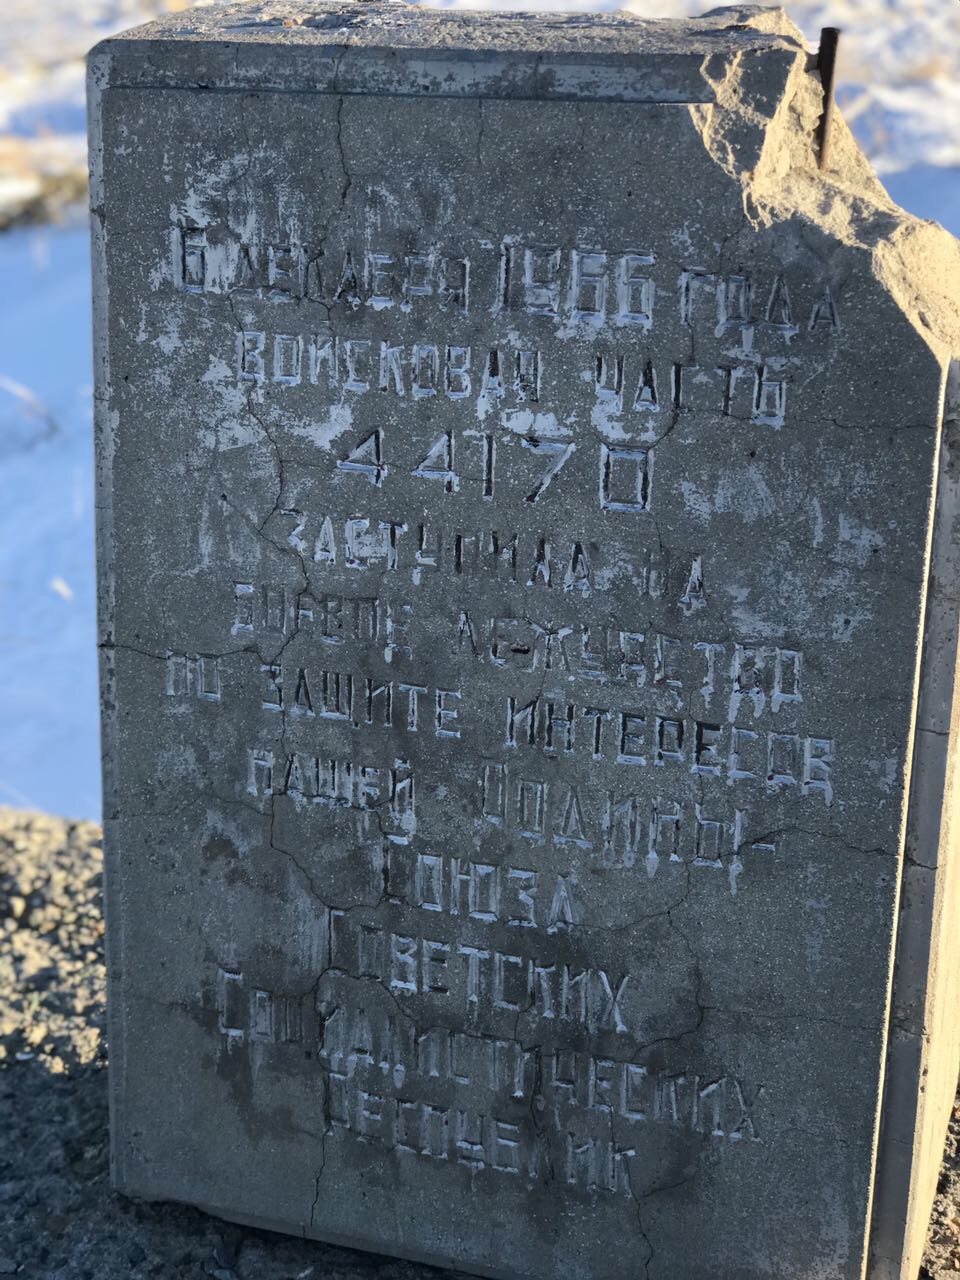 6 ДЕКАБРЯ 1966 ГОДА
ВОИСКОВАЯ ЧАСТЬ
44170
ЗАСТУПИЛА НА
БОЕВОЕ ДЕЖУРСТВО
ПО ЗАЩИТЕ ИНТЕРЕСОВ
НАШЕЙ РОДИНЫ-
СОЮЗА
СОВЕТСКИХ
СОЦИАЛИСТИЧЕСКИХ
РЕСПУБЛИК